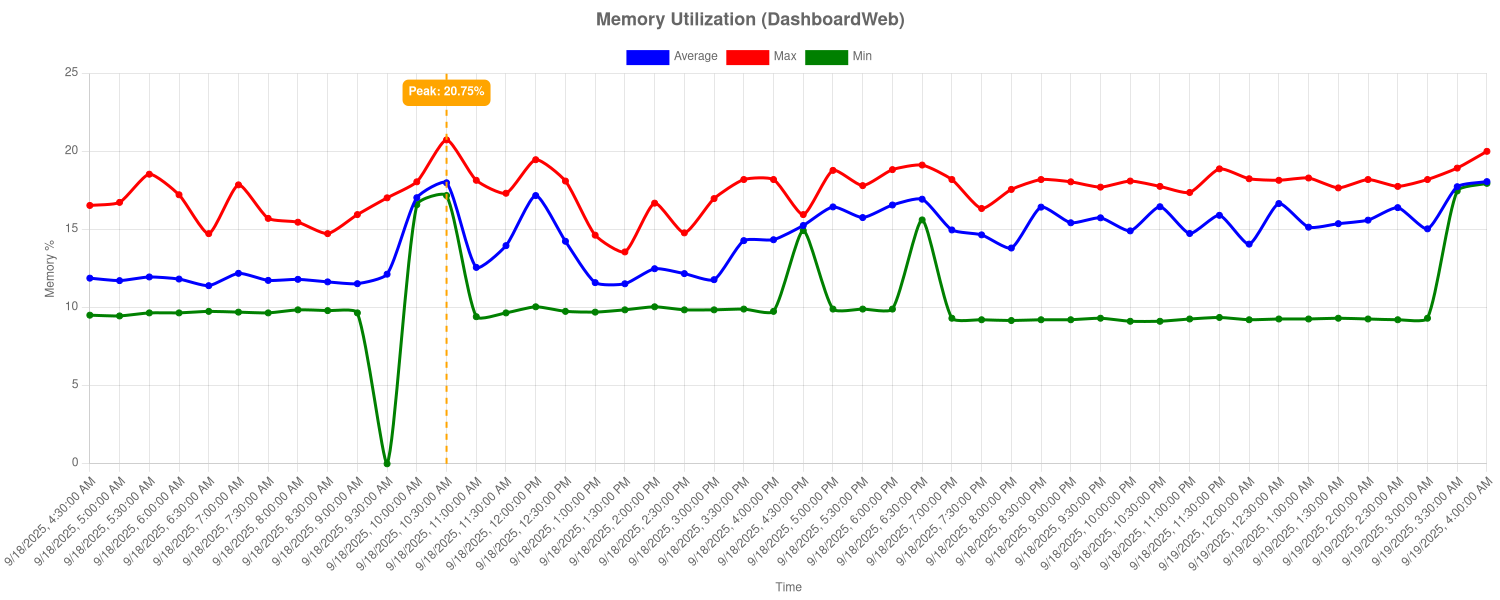 Memory Utilization (DashboardWeb)
Average Max Min
Peak: 20.75%
25
20
15
10
5
0
Memory %
9/18/2025, 4:30:00 AM
9/18/2025, 5:00:00 AM
9/18/2025, 5:30:00 AM
9/18/2025, 6:00:00 AM
9/18/2025, 6:30:00 AM
9/18/2025, 7:00:00 AM
9/18/2025, 7:30:00 AM
9/18/2025, 8:00:00 AM
9/18/2025, 8:30:00 AM
9/18/2025, 9:00:00 AM
9/18/2025, 9:30:00 AM
9/18/2025, 10:00:00 AM
9/18/2025, 10:30:00 AM
9/18/2025, 11:00:00 AM
9/18/2025, 11:30:00 AM
9/18/2025, 12:00:00 PM
9/18/2025, 12:30:00 PM
9/18/2025, 1:00:00 PM
9/18/2025, 1:30:00 PM
9/18/2025, 2:00:00 PM
9/18/2025, 2:30:00 PM
9/18/2025, 3:00:00 PM
9/18/2025, 3:30:00 PM
9/18/2025, 4:00:00 PM
9/18/2025, 4:30:00 PM
9/18/2025, 5:00:00 PM
9/18/2025, 5:30:00 PM
9/18/2025, 6:00:00 PM
9/18/2025, 6:30:00 PM
9/18/2025, 7:00:00 PM
9/18/2025, 7:30:00 PM
9/18/2025, 8:00:00 PM
9/18/2025, 8:30:00 PM
9/18/2025, 9:00:00 PM
9/18/2025, 9:30:00 PM
9/18/2025, 10:00:00 PM
9/18/2025, 10:30:00 PM
9/18/2025, 11:00:00 PM
9/18/2025, 11:30:00 PM
9/19/2025, 12:00:00 AM
9/19/2025, 12:30:00 AM
9/19/2025, 1:00:00 AM
9/19/2025, 1:30:00 AM
9/19/2025, 2:00:00 AM
9/19/2025, 2:30:00 AM
9/19/2025, 3:00:00 AM
9/19/2025, 3:30:00 AM
9/19/2025, 4:00:00 AM
Time